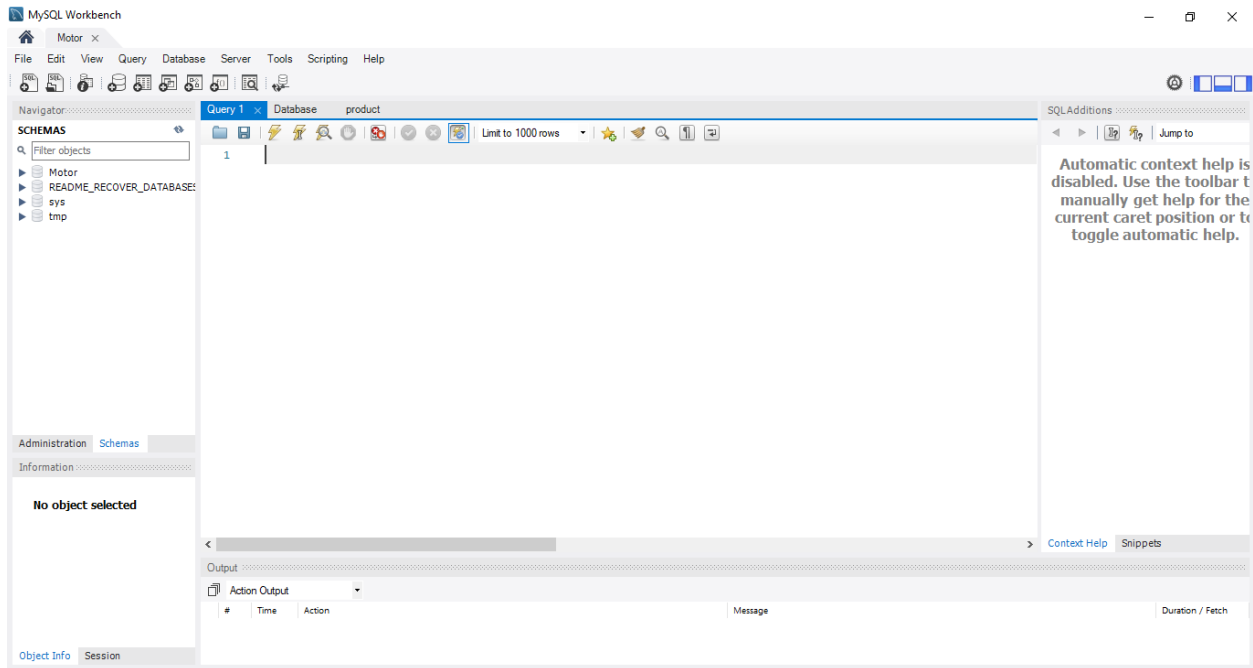 MySQL Workbench
Motor
File Edit View Query Database Server Tools Scripting Help
Navigator
SCHEMAS
Filter objects
Motor
README_RECOVER_DATABASES
sys
tmp
Administration Schemas
Information
No object selected
Object Info Session
Query 1 Database product
Limit to 1000 rows
1
Output
Action Output
# Time Action Message Duration / Fetch
SQLAdditions
Jump to
Automatic context help is
disabled. Use the toolbar t
manually get help for the
current caret position or to
toggle automatic help.
Context Help Snippets